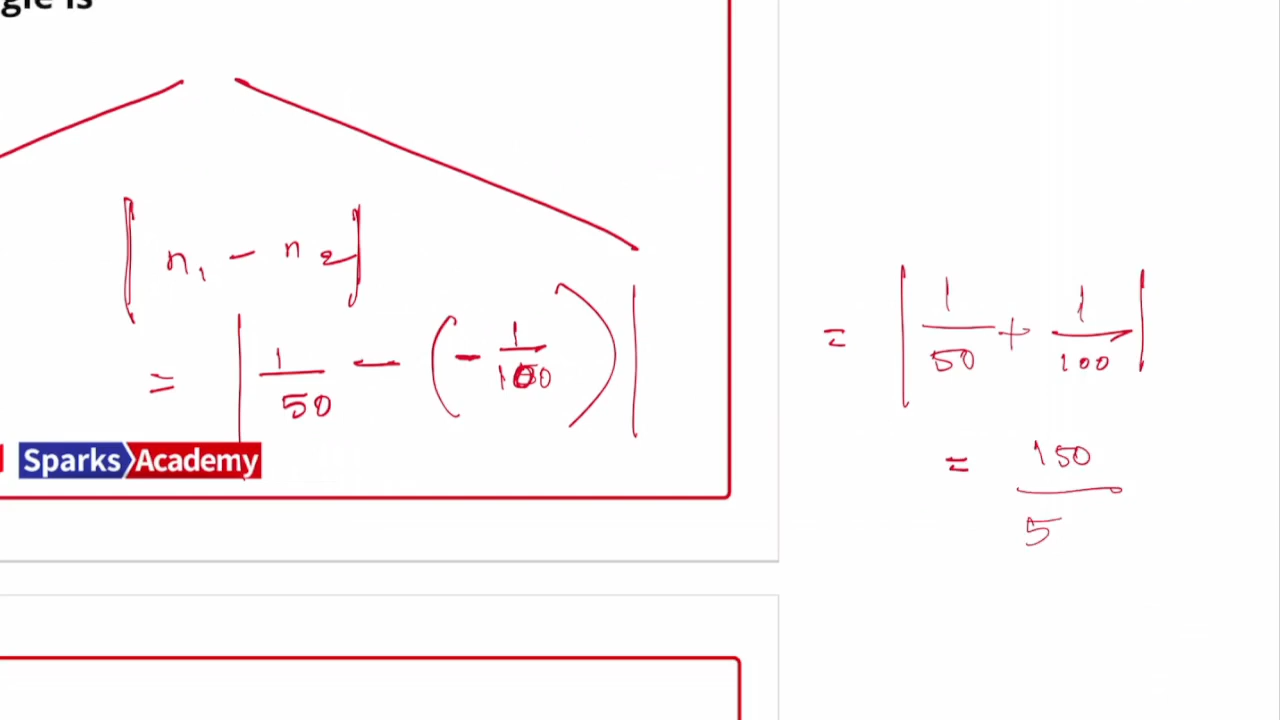 gle is
| n₁ - n₂ |
= | 1/50 - (- 1/100) |
= | 1/50 + 1/100 |
= 150/5
Sparks Academy